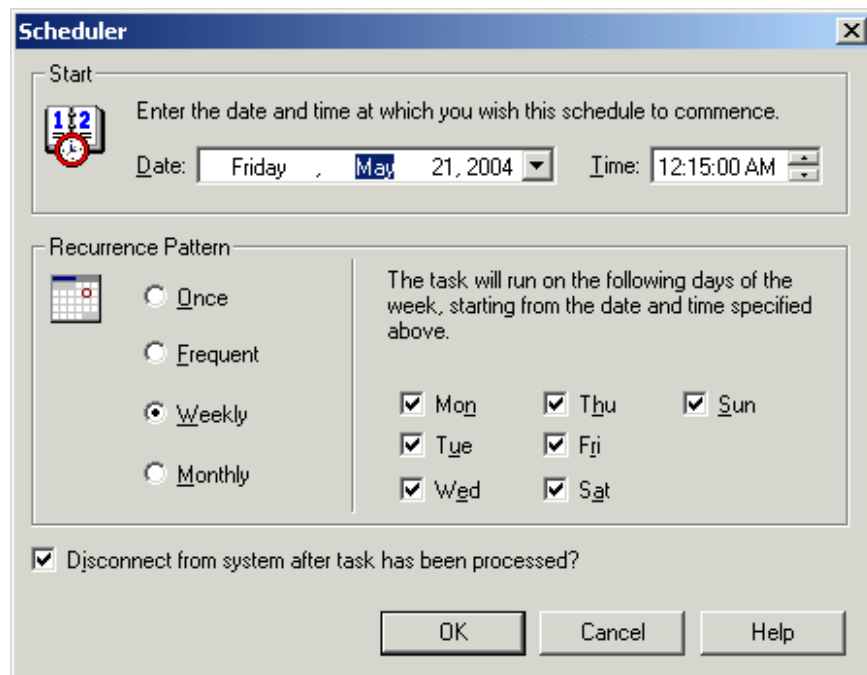 Scheduler
Start
1 2
Enter the date and time at which you wish this schedule to commence.
Date: Friday , May 21, 2004 Time: 12:15:00 AM
Recurrence Pattern
Once
Frequent
Weekly
Monthly
The task will run on the following days of the
week, starting from the date and time specified
above.
Mon Thu Sun
Tue Fri
Wed Sat
Disconnect from system after task has been processed?
OK Cancel Help